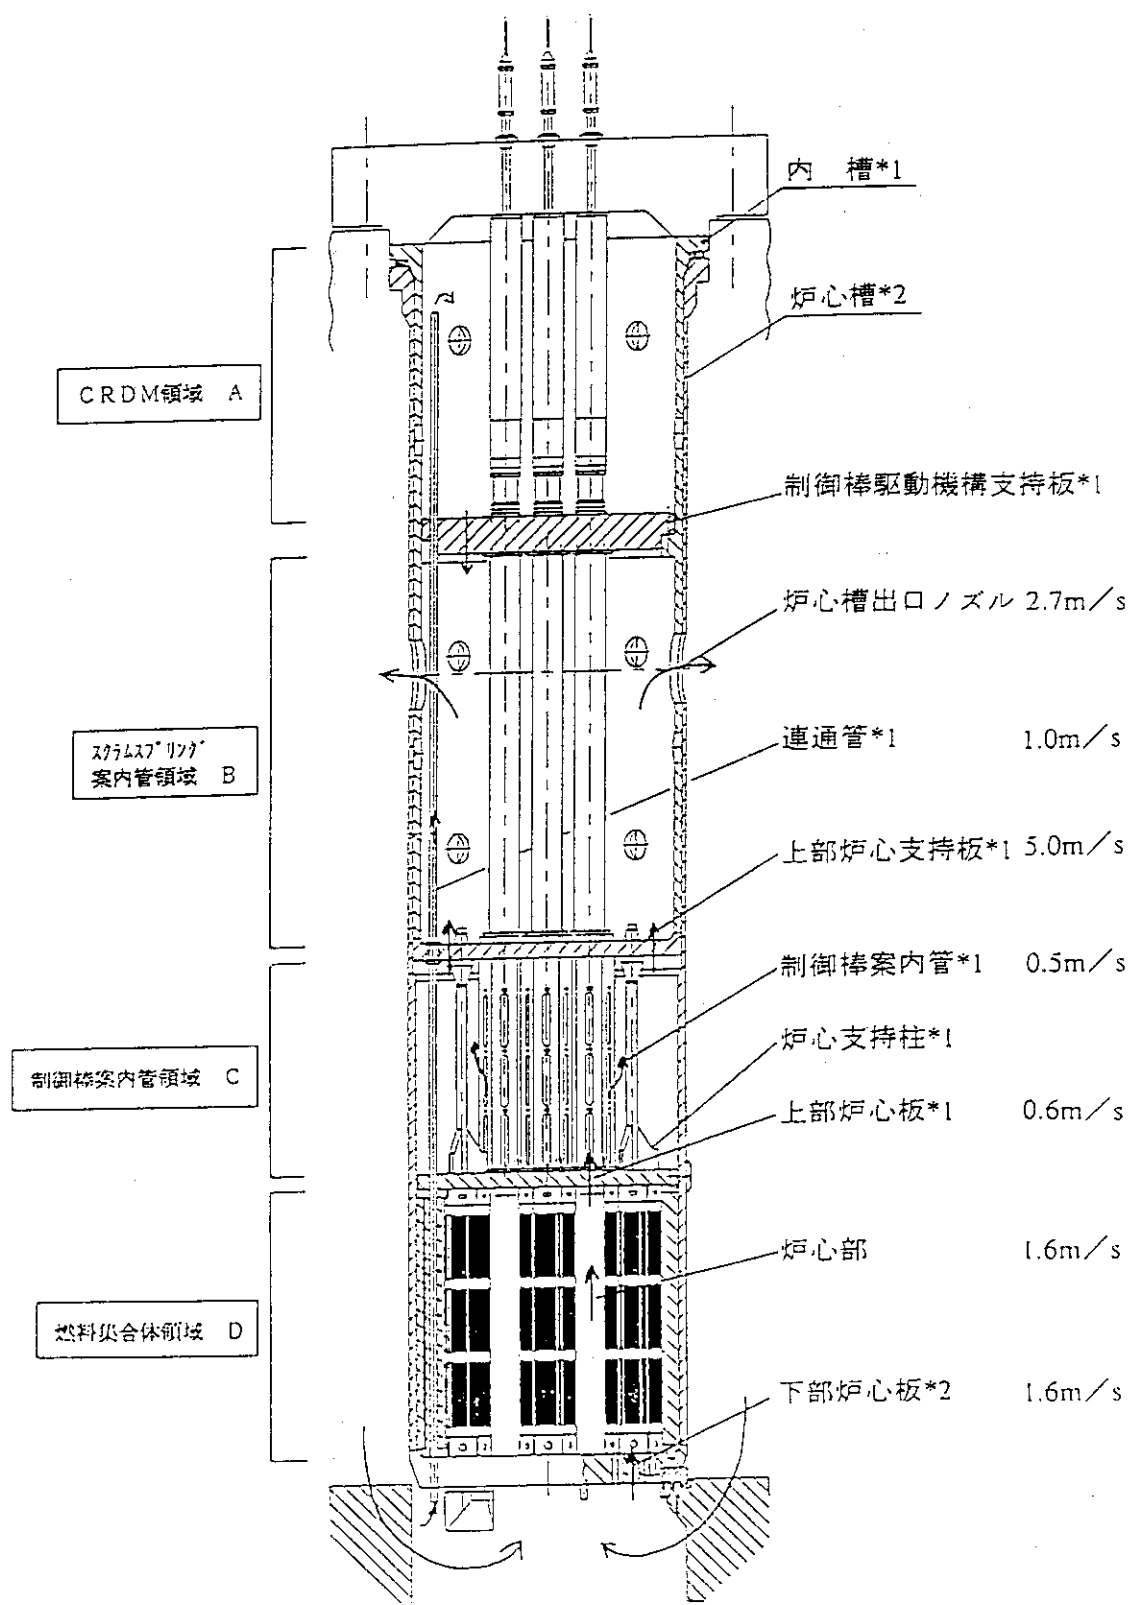 内　槽*1
炉心槽*2
CRDM領域　A
制御棒駆動機構支持板*1
炉心槽出口ノズル 2.7m／s
スクラムスプリング
案内管領域　B
連通管*1　1.0m／s
上部炉心支持板*1 5.0m／s
制御棒案内管*1　0.5m／s
炉心支持柱*1
制御棒案内管領域　C
上部炉心板*1　0.6m／s
炉心部　1.6m／s
燃料集合体領域　D
下部炉心板*2　1.6m／s